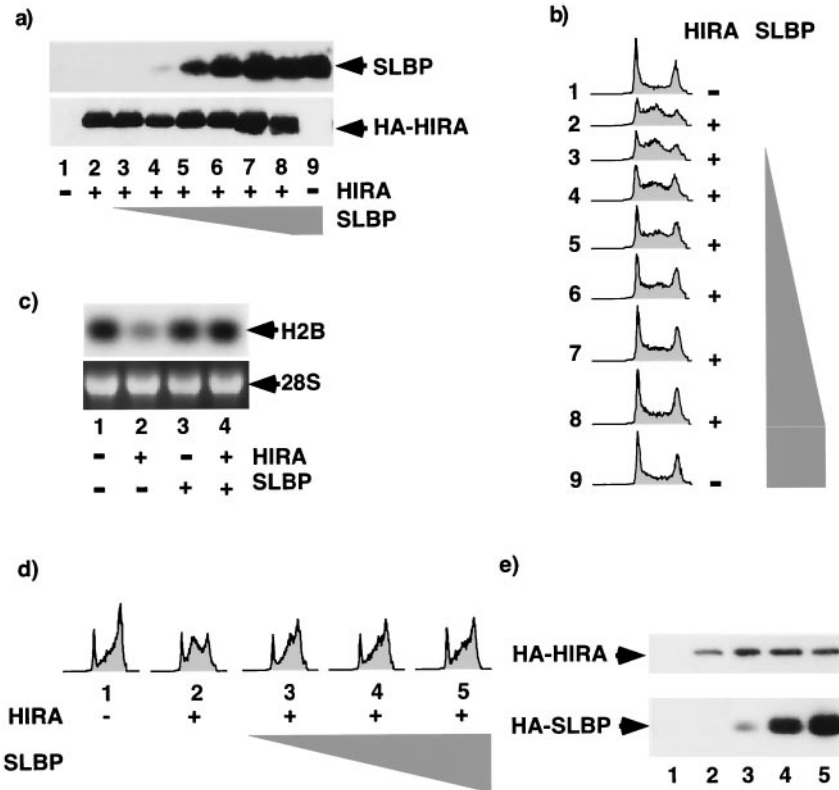 a)
SLBP
HA-HIRA
1 2 3 4 5 6 7 8 9
- + + + + + + + - HIRA
SLBP
b)
HIRA SLBP
1 -
2 +
3 +
4 +
5 +
6 +
7 +
8 +
9 -
c)
H2B
28S
1 2 3 4
- + - + HIRA
- - + + SLBP
d)
1 2 3 4 5
HIRA - + + + +
SLBP
e)
HA-HIRA
HA-SLBP
1 2 3 4 5